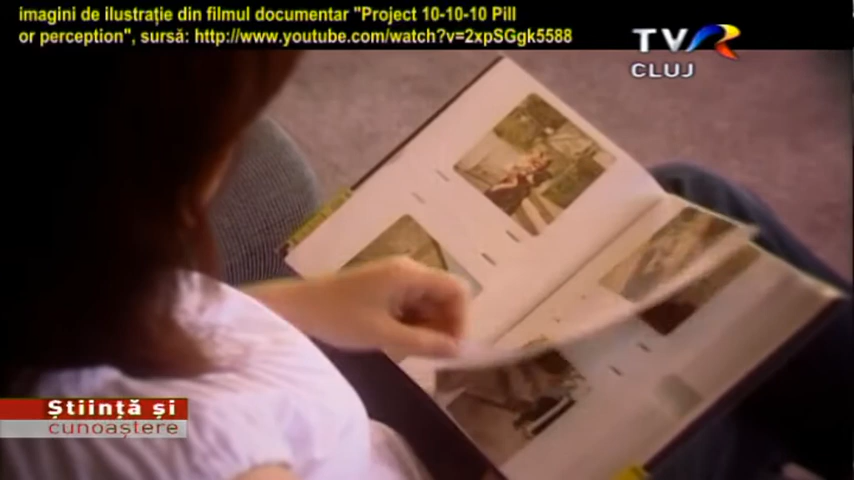 imagini de ilustrație din filmul documentar "Project 10-10-10 Pill
or perception", sursă: http://www.youtube.com/watch?v=2xpSGgk5588
TVR
CLUJ
Știință și
cunoaștere